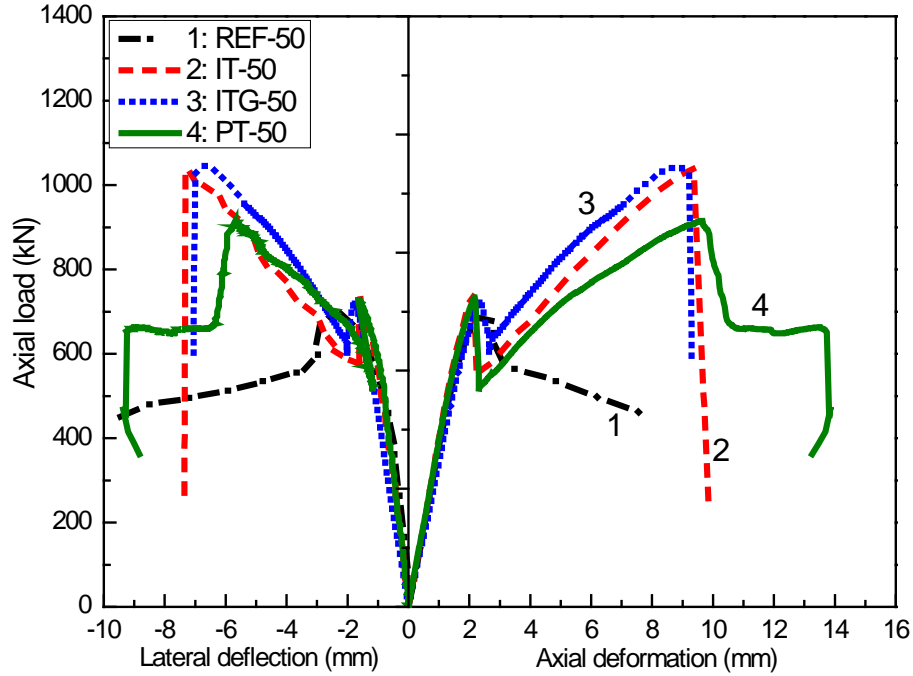 1400
1200
1000
800
600
400
200
0
Axial load (kN)
1: REF-50
2: IT-50
3: ITG-50
4: PT-50
3
4
1
2
-10 -8 -6 -4 -2 0 2 4 6 8 10 12 14 16
Lateral deflection (mm) Axial deformation (mm)